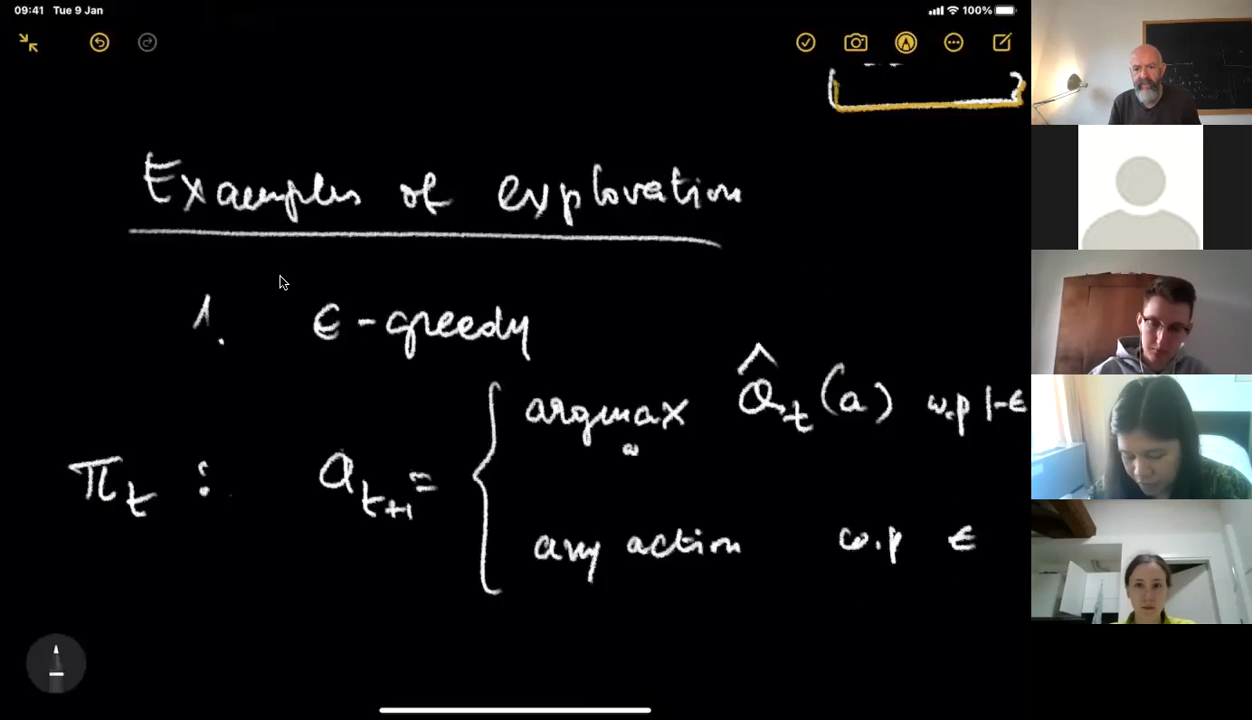 09:41 Tue 9 Jan
100%
Examples of exploration
1. ϵ-greedy
argmax Q̂t(a) w.p 1-ϵ
a
πt : at+1 =
any action w.p ϵ